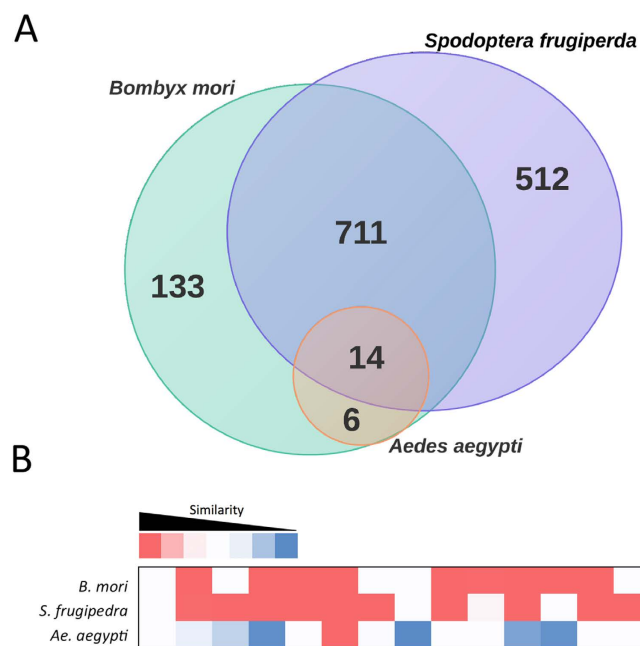 A
Spodoptera frugiperda
Bombyx mori
512
711
133
14
6
Aedes aegypti
B
Similarity
B. mori
S. frugipedra
Ae. aegypti